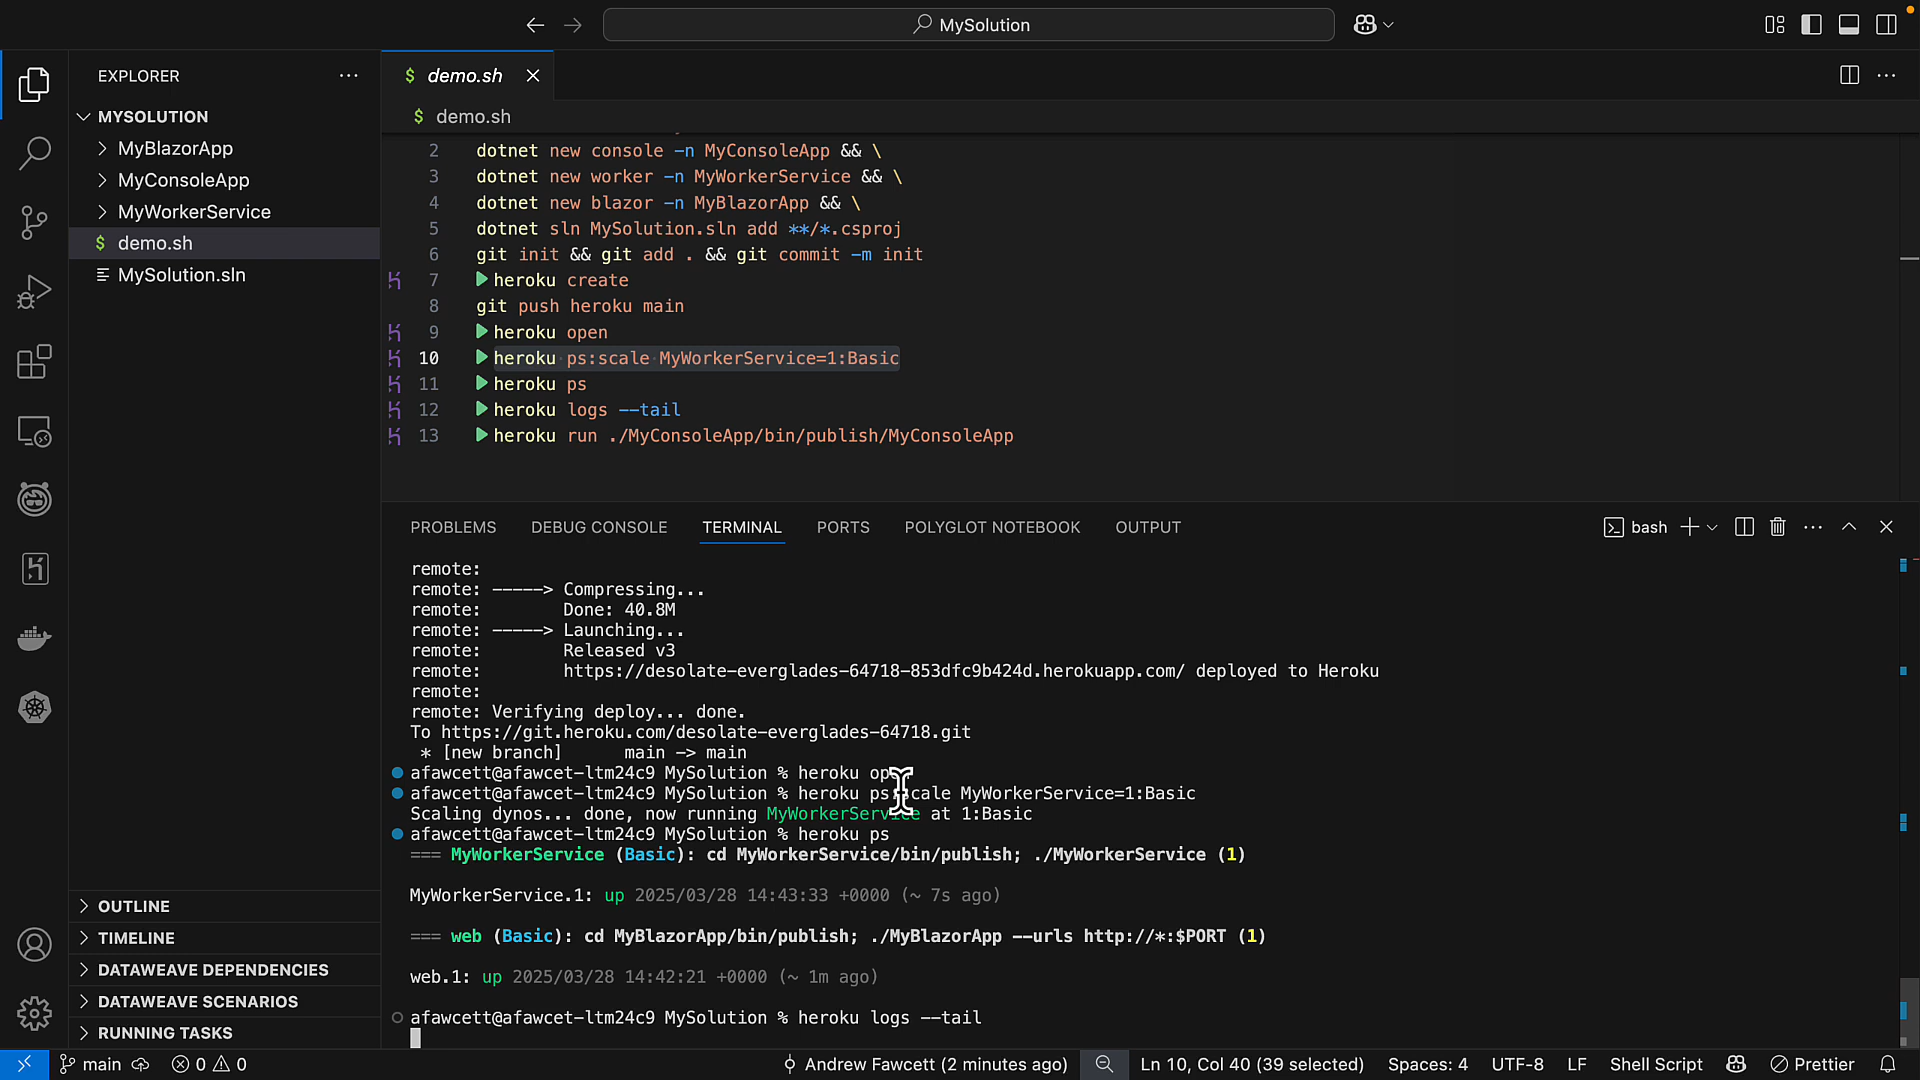 MySolution
EXPLORER
MYSOLUTION
MyBlazorApp
MyConsoleApp
MyWorkerService
$ demo.sh
MySolution.sln
OUTLINE
TIMELINE
DATAWEAVE DEPENDENCIES
DATAWEAVE SCENARIOS
RUNNING TASKS
$ demo.sh
$ demo.sh
2 dotnet new console -n MyConsoleApp && \
3 dotnet new worker -n MyWorkerService && \
4 dotnet new blazor -n MyBlazorApp && \
5 dotnet sln MySolution.sln add **/*.csproj
6 git init && git add . && git commit -m init
7 heroku create
8 git push heroku main
9 heroku open
10 heroku ps:scale MyWorkerService=1:Basic
11 heroku ps
12 heroku logs --tail
13 heroku run ./MyConsoleApp/bin/publish/MyConsoleApp
PROBLEMS DEBUG CONSOLE TERMINAL PORTS POLYGLOT NOTEBOOK OUTPUT bash
remote:
remote: -----> Compressing...
remote: Done: 40.8M
remote: -----> Launching...
remote: Released v3
remote: https://desolate-everglades-64718-853dfc9b424d.herokuapp.com/ deployed to Heroku
remote:
remote: Verifying deploy... done.
To https://git.heroku.com/desolate-everglades-64718.git
* [new branch] main -> main
afawcett@afawcet-ltm24c9 MySolution % heroku op
afawcett@afawcet-ltm24c9 MySolution % heroku ps:scale MyWorkerService=1:Basic
Scaling dynos... done, now running MyWorkerService at 1:Basic
afawcett@afawcet-ltm24c9 MySolution % heroku ps
=== MyWorkerService (Basic): cd MyWorkerService/bin/publish; ./MyWorkerService (1)
MyWorkerService.1: up 2025/03/28 14:43:33 +0000 (~ 7s ago)
=== web (Basic): cd MyBlazorApp/bin/publish; ./MyBlazorApp --urls http://*:$PORT (1)
web.1: up 2025/03/28 14:42:21 +0000 (~ 1m ago)
afawcett@afawcet-ltm24c9 MySolution % heroku logs --tail
main 0 0 Andrew Fawcett (2 minutes ago) Ln 10, Col 40 (39 selected) Spaces: 4 UTF-8 LF Shell Script Prettier